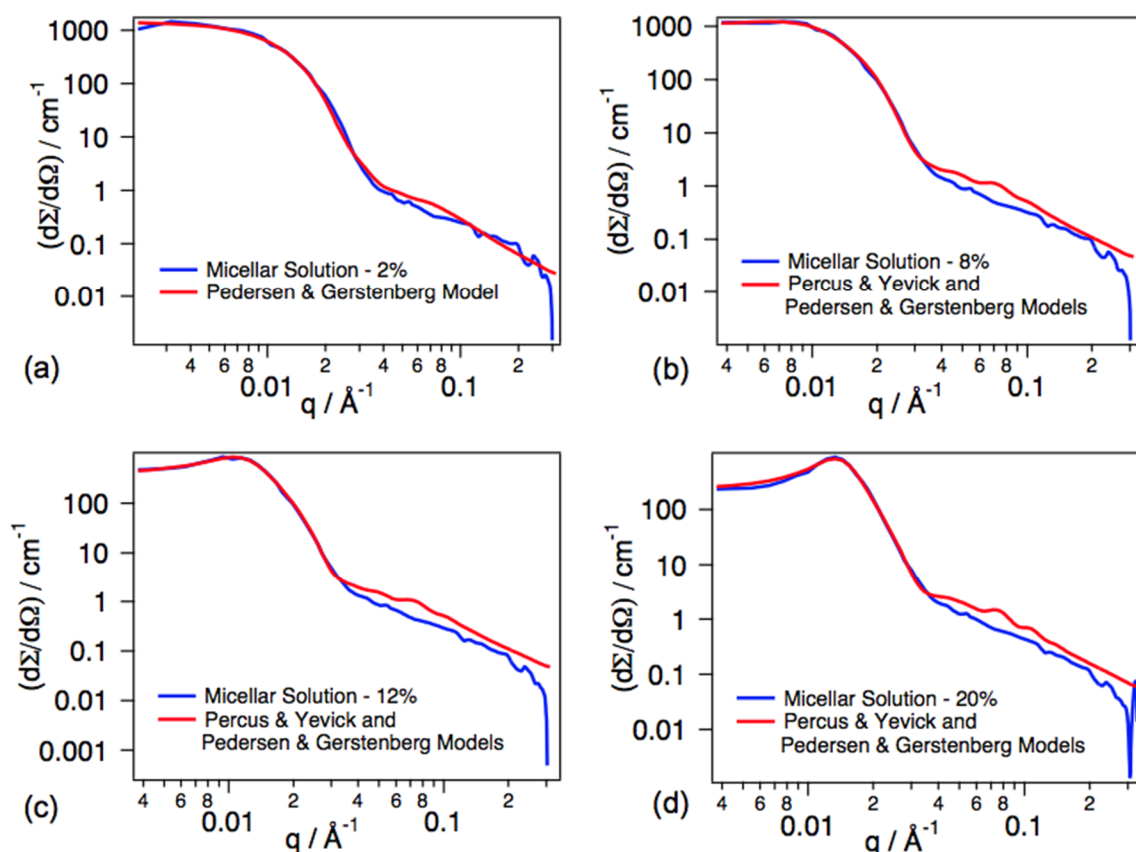 1000
100
10
1
0.1
0.01
(dΣ/dΩ) / cm⁻¹
Micellar Solution - 2%
Pedersen & Gerstenberg Model
4 6 8 2 4 6 8 2
0.01 0.1
q / Å⁻¹
(a)
1000
100
10
1
0.1
0.01
(dΣ/dΩ) / cm⁻¹
Micellar Solution - 8%
Percus & Yevick and
Pedersen & Gerstenberg Models
4 6 8 2 4 6 8 2
0.01 0.1
q / Å⁻¹
(b)
100
10
1
0.1
0.01
0.001
(dΣ/dΩ) / cm⁻¹
Micellar Solution - 12%
Percus & Yevick and
Pedersen & Gerstenberg Models
4 6 8 2 4 6 8 2
0.01 0.1
q / Å⁻¹
(c)
100
10
1
0.1
0.01
(dΣ/dΩ) / cm⁻¹
Micellar Solution - 20%
Percus & Yevick and
Pedersen & Gerstenberg Models
4 6 8 2 4 6 8 2
0.01 0.1
q / Å⁻¹
(d)